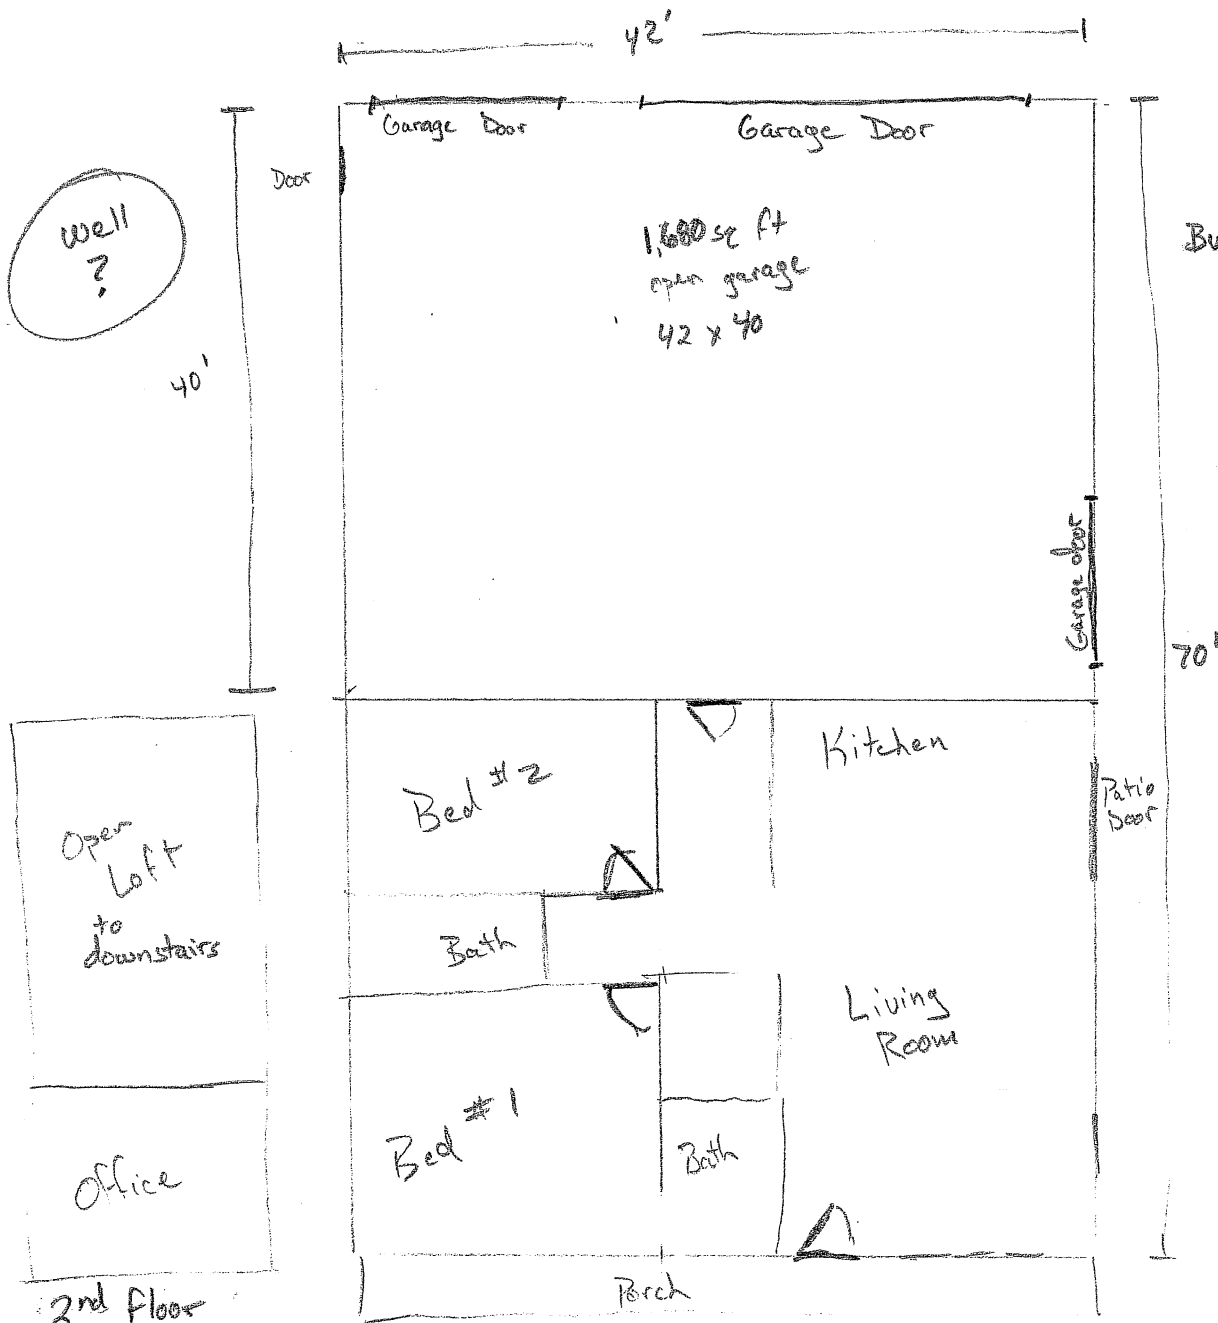 42'
Garage Door
Garage Door
Door
Well
?
1,680 sq ft
open garage
42 x 40
Bu
40'
Garage door
70'
Kitchen
Bed #2
Patio
Door
Open
Loft
to
downstairs
Bath
Living
Room
Bed #1
Bath
Office
Porch
2nd floor